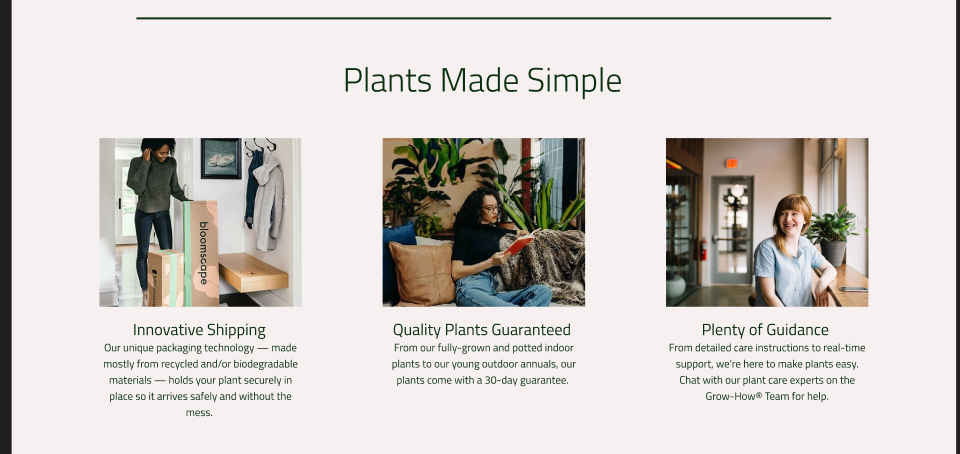 Plants Made Simple
bloomscape
Innovative Shipping
Our unique packaging technology — made
mostly from recycled and/or biodegradable
materials — holds your plant securely in
place so it arrives safely and without the
mess.
Quality Plants Guaranteed
From our fully-grown and potted indoor
plants to our young outdoor annuals, our
plants come with a 30-day guarantee.
Plenty of Guidance
From detailed care instructions to real-time
support, we're here to make plants easy.
Chat with our plant care experts on the
Grow-How® Team for help.